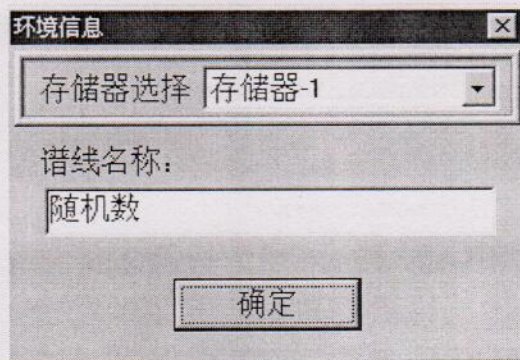 环境信息
存储器选择 存储器-1
谱线名称：
随机数
确定